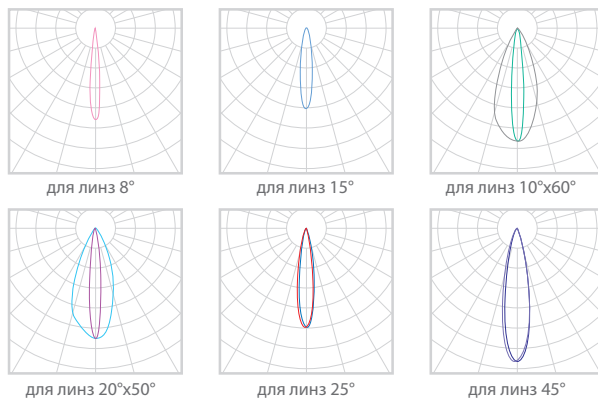 для линз 8°
для линз 15°
для линз 10°x60°
для линз 20°x50°
для линз 25°
для линз 45°